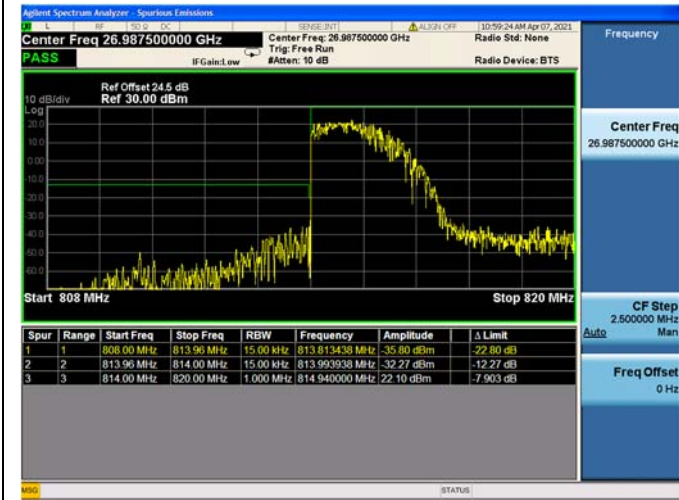 Agilent Spectrum Analyzer - Spurious Emissions
L RF 50 Ω DC SENSE:INT ALIGN OFF 10:59:24 AM Apr 07, 2021
Center Freq 26.987500000 GHz Center Freq: 26.987500000 GHz Radio Std: None
Trig: Free Run
PASS IFGain:Low #Atten: 10 dB Radio Device: BTS
Frequency
Ref Offset 24.5 dB
10 dB/div Ref 30.00 dBm
Log
20.0
10.0
0.00
-10.0
-20.0
-30.0
-40.0
-50.0
-60.0
Start 808 MHz Stop 820 MHz
Center Freq
26.987500000 GHz
CF Step
2.500000 MHz
Auto Man
Freq Offset
0 Hz
Spur Range Start Freq Stop Freq RBW Frequency Amplitude Δ Limit
1 1 808.00 MHz 813.96 MHz 15.00 kHz 813.813438 MHz -35.80 dBm -22.80 dB
2 2 813.96 MHz 814.00 MHz 15.00 kHz 813.993938 MHz -32.27 dBm -12.27 dB
3 3 814.00 MHz 820.00 MHz 1.000 MHz 814.940000 MHz 22.10 dBm -7.903 dB
MSG STATUS